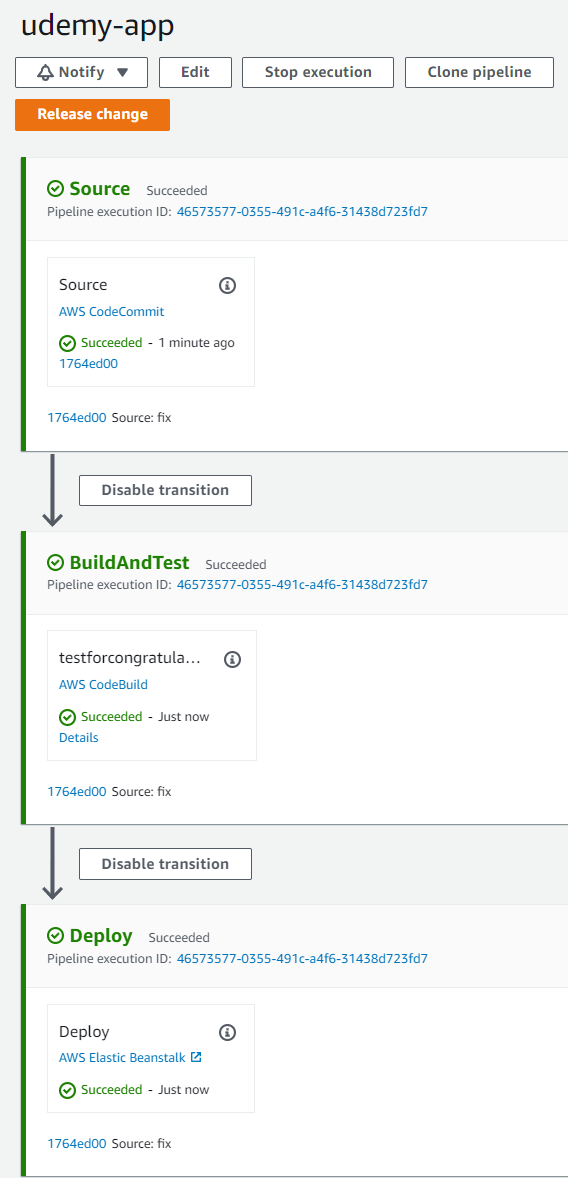 udemy-app
Notify Edit Stop execution Clone pipeline
Release change
Source Succeeded
Pipeline execution ID: 46573577-0355-491c-a4f6-31438d723fd7
Source
AWS CodeCommit
Succeeded - 1 minute ago
1764ed00
1764ed00 Source: fix
Disable transition
BuildAndTest Succeeded
Pipeline execution ID: 46573577-0355-491c-a4f6-31438d723fd7
testforcongratula...
AWS CodeBuild
Succeeded - Just now
Details
1764ed00 Source: fix
Disable transition
Deploy Succeeded
Pipeline execution ID: 46573577-0355-491c-a4f6-31438d723fd7
Deploy
AWS Elastic Beanstalk
Succeeded - Just now
1764ed00 Source: fix